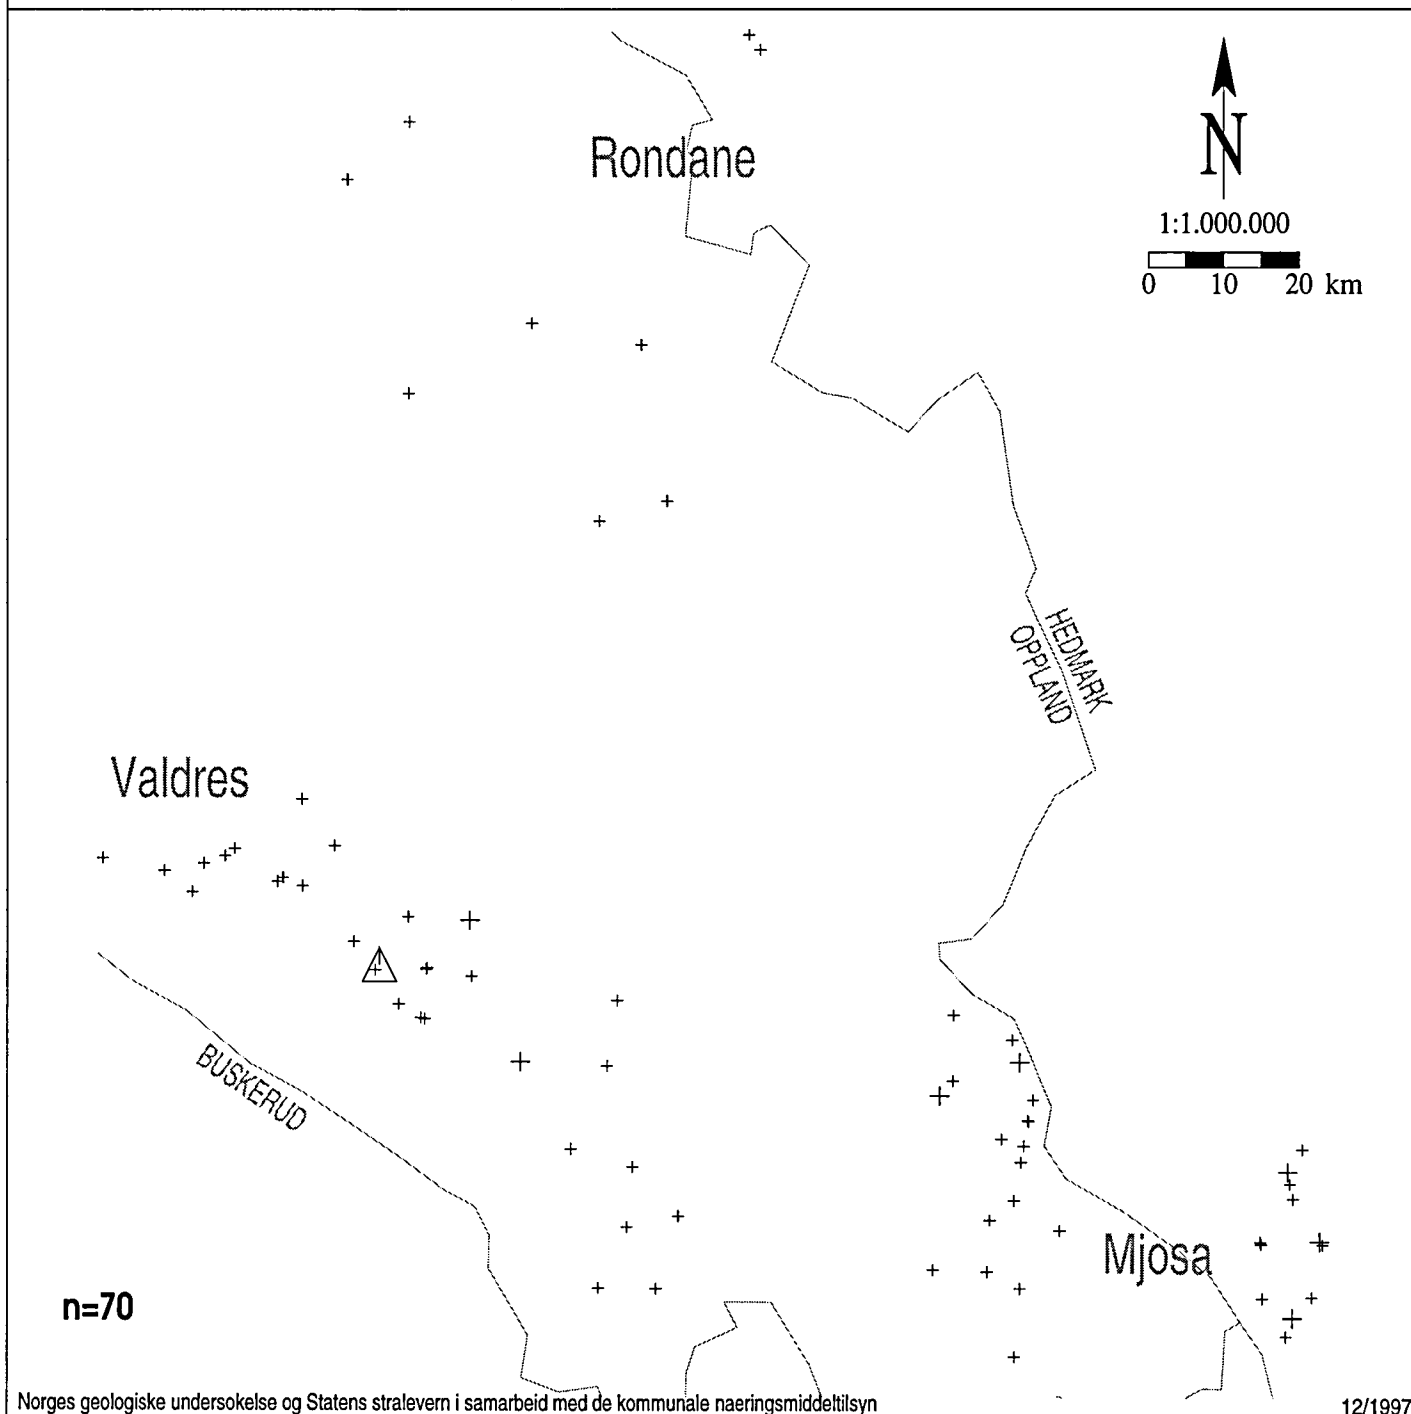 Rondane
N
1:1.000.000
0 10 20 km
HEDMARK
OPPLAND
Valdres
BUSKERUD
Mjosa
n=70
Norges geologiske undersokelse og Statens stralevern i samarbeid med de kommunale naeringsmiddeltilsyn
12/1997